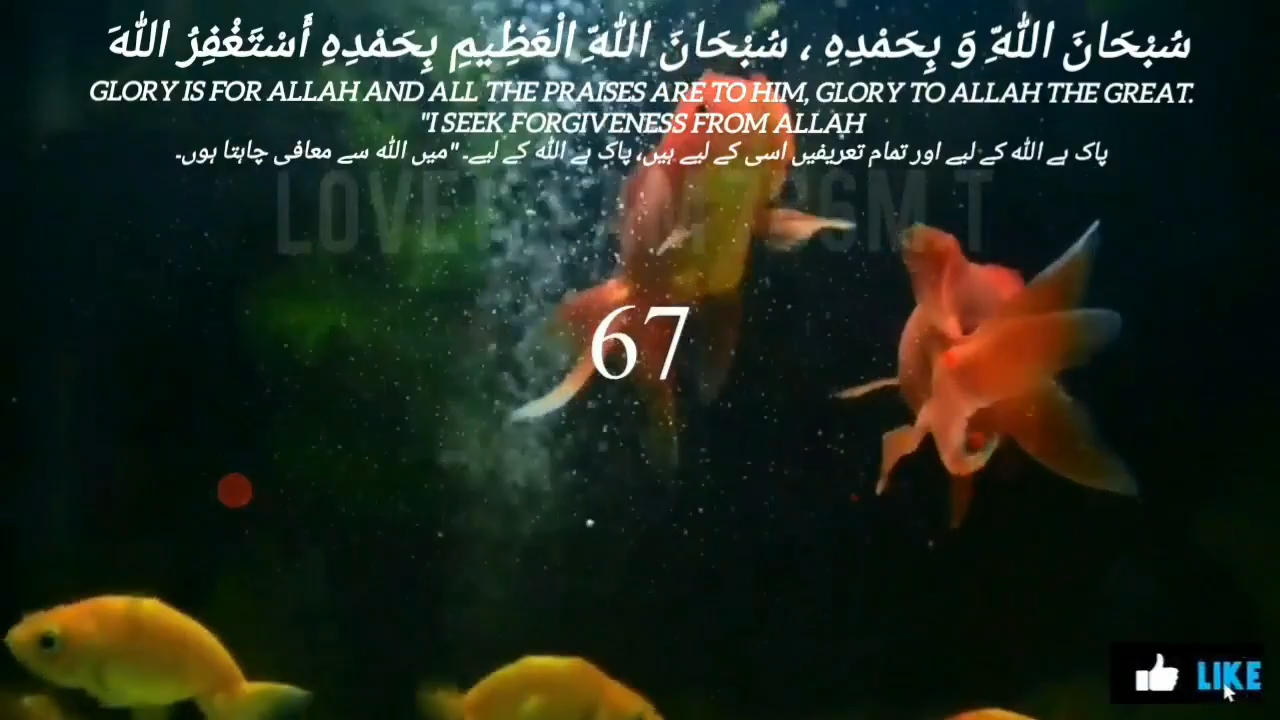 سُبْحَانَ اللّهِ وَ بِحَمْدِهِ ، سُبْحَانَ اللّهِ الْعَظِيمِ بِحَمْدِهِ أَسْتَغْفِرُ اللّهَ
GLORY IS FOR ALLAH AND ALL THE PRAISES ARE TO HIM, GLORY TO ALLAH THE GREAT.
"I SEEK FORGIVENESS FROM ALLAH
پاک ہے اللہ کے لیے اور تمام تعریفیں اسی کے لیے ہیں، پاک ہے اللہ کے لیے۔ "میں اللہ سے معافی چاہتا ہوں۔
67
LIKE